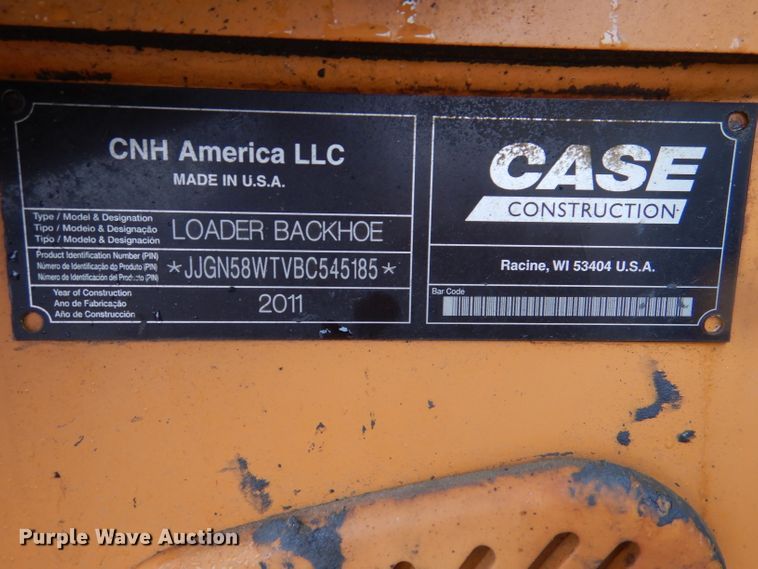 CNH America LLC
MADE IN U.S.A.
Type / Model & Designation
Tipo / Modelo & Designação
Tipo / Modelo & Designación
LOADER BACKHOE
Product Identification Number (PIN)
Número de Identificação do Produto (PIN)
Número de Identificación del Producto (PIN)
*JJGN58WTVBC545185*
Year of Construction
Ano de Fabricação
Año de Construcción
2011
CASE
CONSTRUCTION
Racine, WI 53404 U.S.A.
Bar Code
Purple Wave Auction